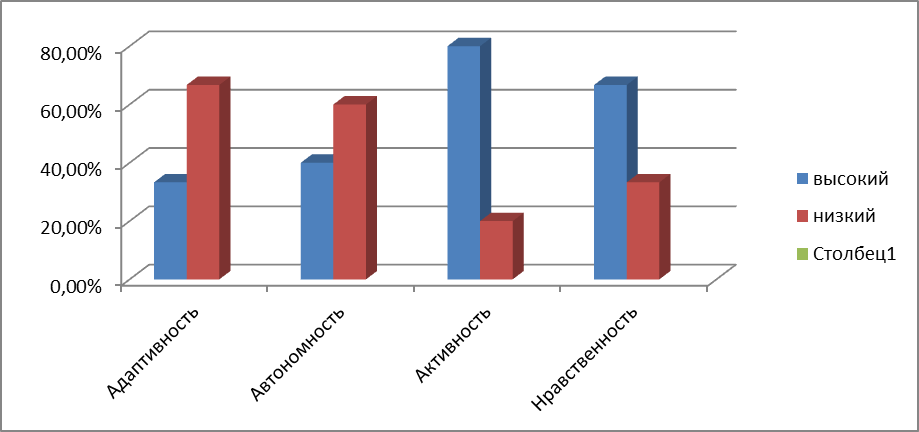 80,00%
60,00%
40,00%
20,00%
0,00%
Адаптивность
Автономность
Активность
Нравственность
высокий
низкий
Столбец1